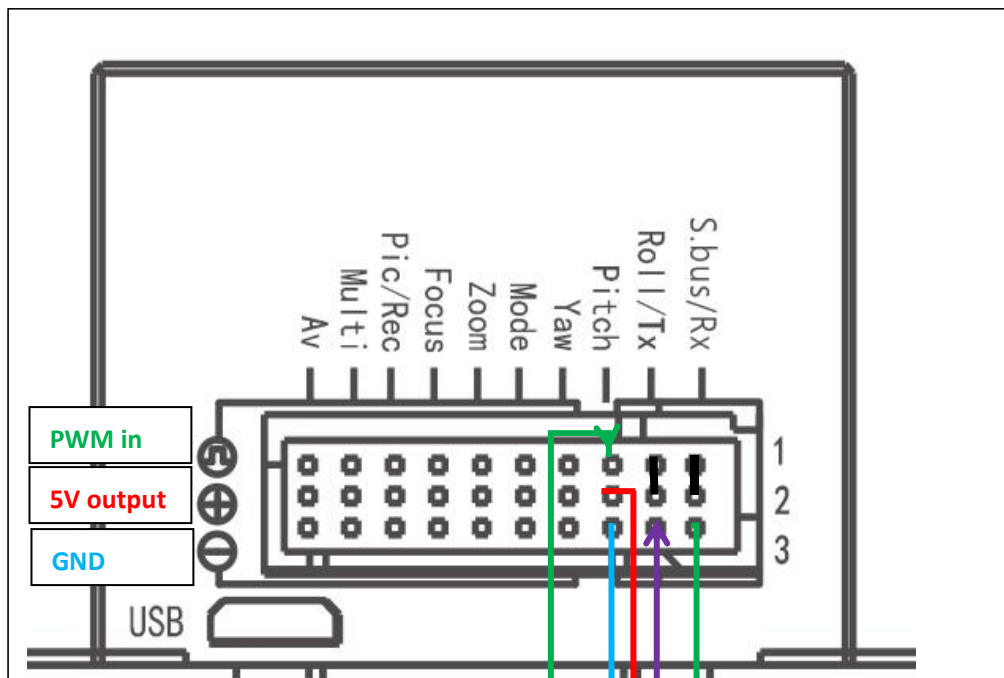 Av
Multi
Pic/Rec
Focus
Zoom
Mode
Yaw
Pitch
Roll/Tx
S.bus/Rx
PWM in
5V output
GND
1
2
3
USB